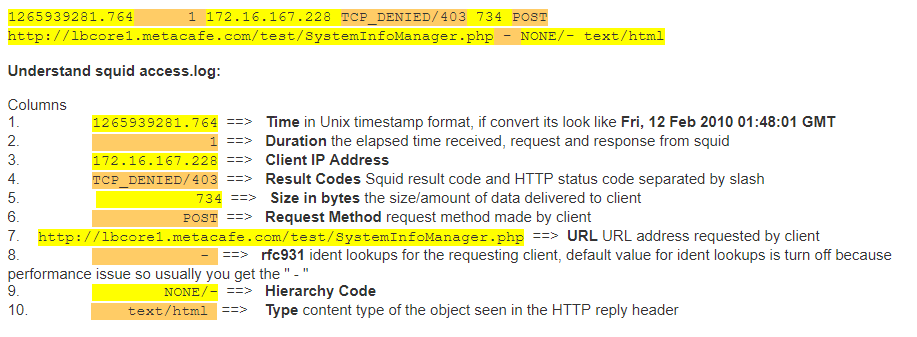 1265939281.764 1 172.16.167.228 TCP_DENIED/403 734 POST
http://lbcore1.metacafe.com/test/SystemInfoManager.php - NONE/- text/html
Understand squid access.log:
Columns
1. 1265939281.764 ==> Time in Unix timestamp format, if convert its look like Fri, 12 Feb 2010 01:48:01 GMT
2. 1 ==> Duration the elapsed time received, request and response from squid
3. 172.16.167.228 ==> Client IP Address
4. TCP_DENIED/403 ==> Result Codes Squid result code and HTTP status code separated by slash
5. 734 ==> Size in bytes the size/amount of data delivered to client
6. POST ==> Request Method request method made by client
7. http://lbcore1.metacafe.com/test/SystemInfoManager.php ==> URL URL address requested by client
8. - ==> rfc931 ident lookups for the requesting client, default value for ident lookups is turn off because
performance issue so usually you get the " - "
9. NONE/- ==> Hierarchy Code
10. text/html ==> Type content type of the object seen in the HTTP reply header